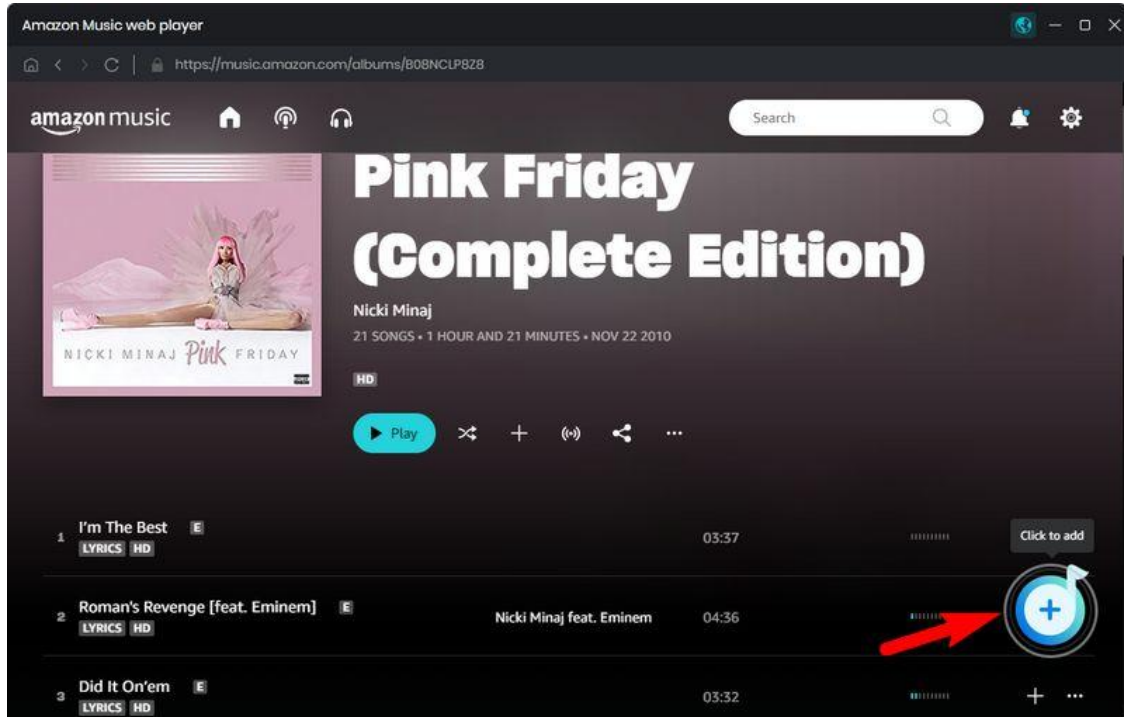 Amazon Music web player
https://music.amazon.com/albums/B08NCLP8Z8
amazon music
Search
Pink Friday
(Complete Edition)
Nicki Minaj
21 SONGS • 1 HOUR AND 21 MINUTES • NOV 22 2010
NICKI MINAJ Pink FRIDAY
HD
Play
1 I'm The Best E 03:37
LYRICS HD
Click to add
2 Roman's Revenge [feat. Eminem] E Nicki Minaj feat. Eminem 04:36
LYRICS HD
3 Did It On'em E 03:32
LYRICS HD